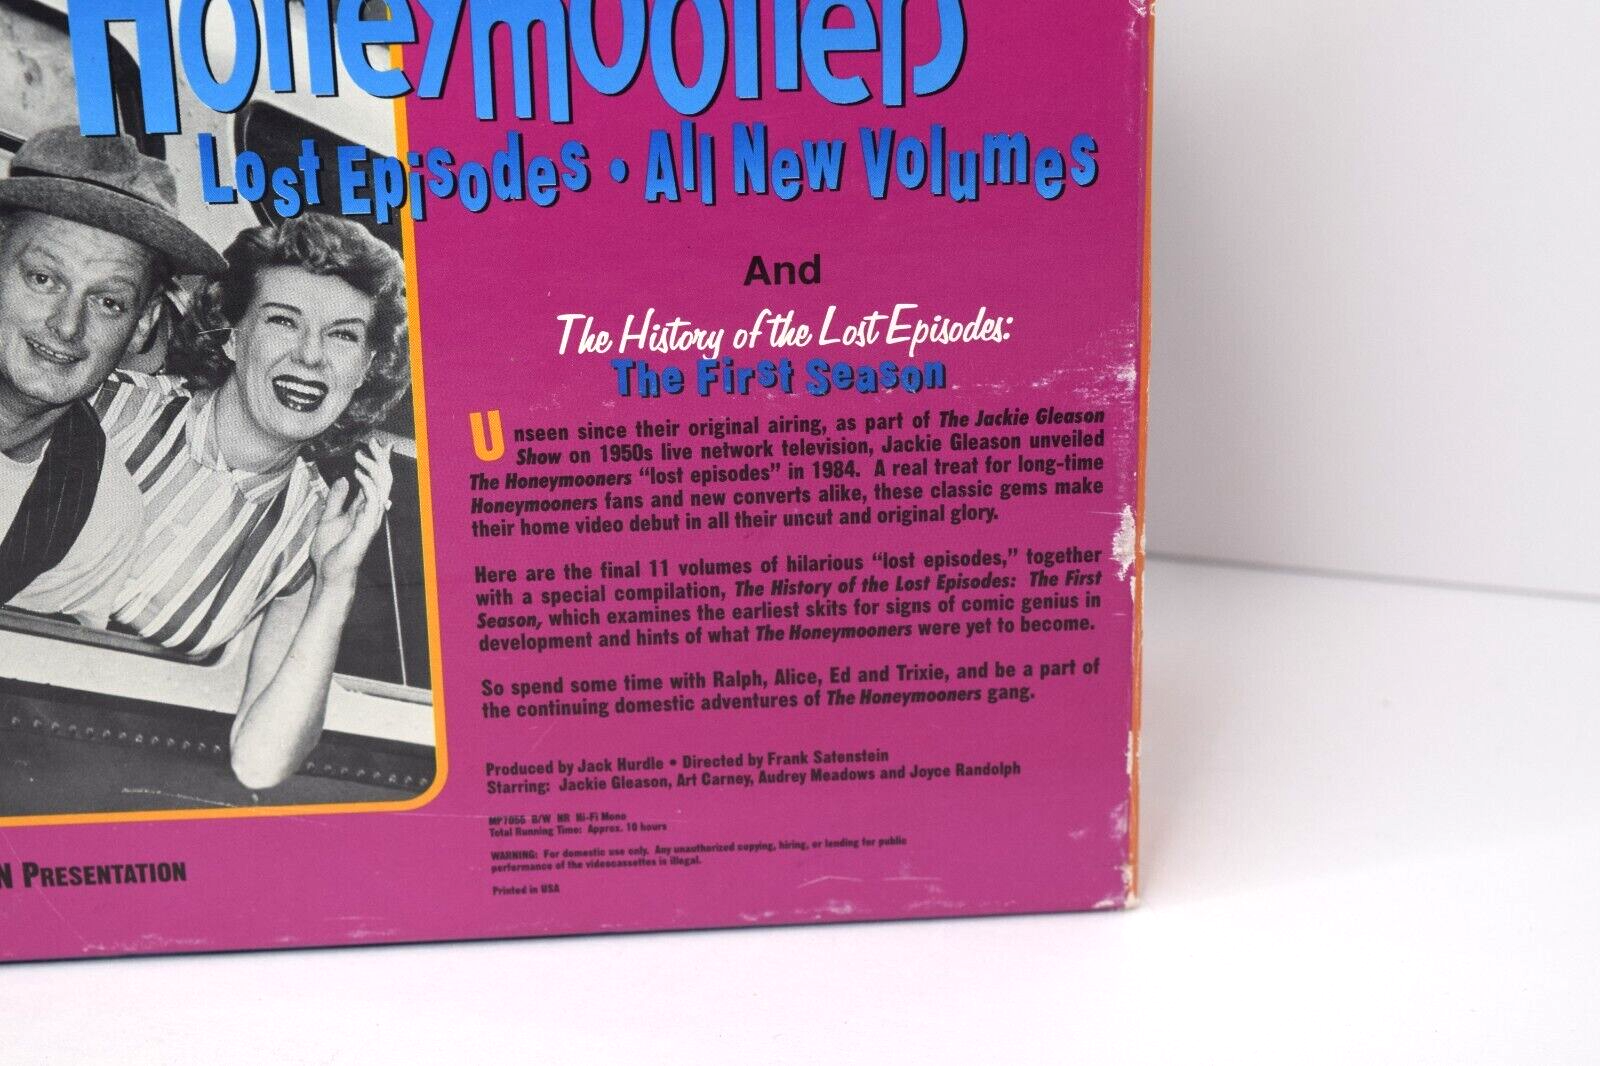 Honeymooners
Lost Episodes • All New Volumes
And
The History of the Lost Episodes:
The First Season
Unseen since their original airing, as part of The Jackie Gleason
Show on 1950s live network television, Jackie Gleason unveiled
The Honeymooners “lost episodes” in 1984. A real treat for long-time
Honeymooners fans and new converts alike, these classic gems make
their home video debut in all their uncut and original glory.
Here are the final 11 volumes of hilarious “lost episodes,” together
with a special compilation, The History of the Lost Episodes: The First
Season, which examines the earliest skits for signs of comic genius in
development and hints of what The Honeymooners were yet to become.
So spend some time with Ralph, Alice, Ed and Trixie, and be a part of
the continuing domestic adventures of The Honeymooners gang.
Produced by Jack Hurdle • Directed by Frank Satenstein
Starring: Jackie Gleason, Art Carney, Audrey Meadows and Joyce Randolph
MP7055 B/W NR Hi-Fi Mono
Total Running Time: Approx. 10 hours
WARNING: For domestic use only. Any unauthorized copying, hiring, or lending for public
performance of the videocassettes is illegal.
Printed in USA
N PRESENTATION